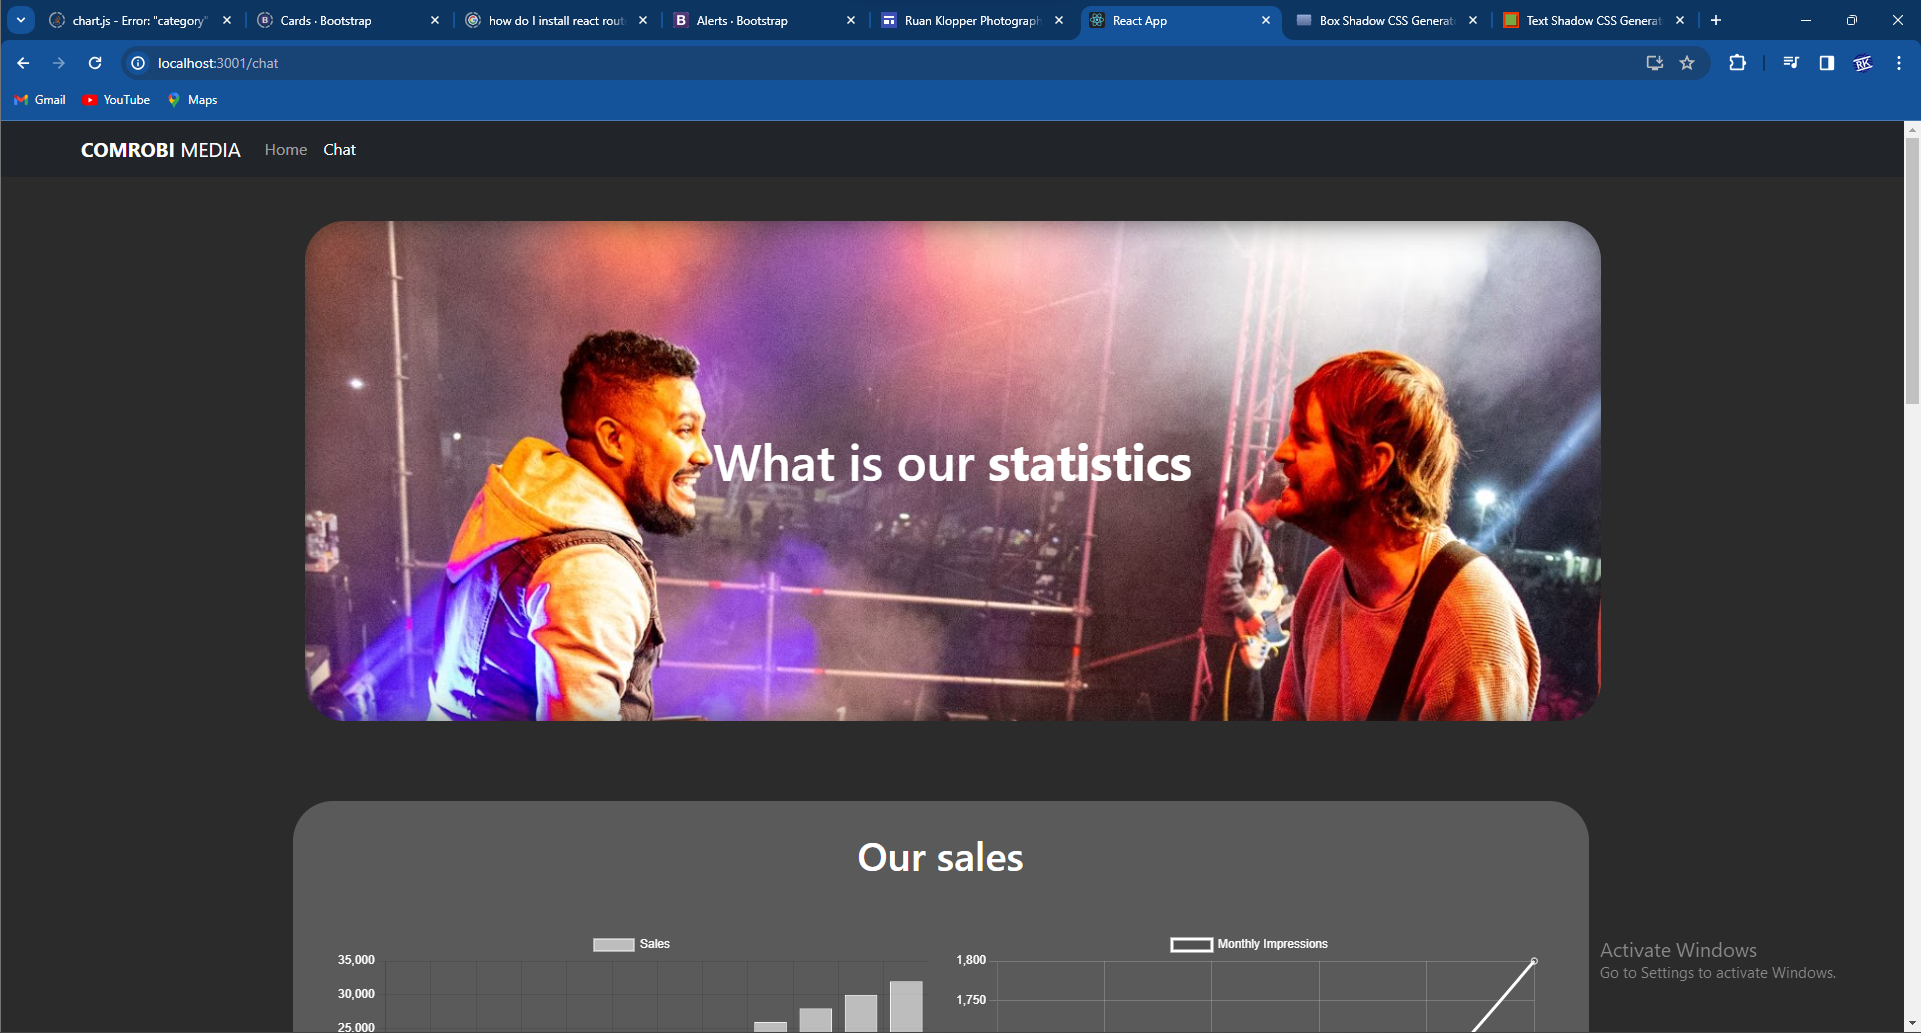 chart.js - Error: "category"
Cards · Bootstrap
how do I install react rout
Alerts · Bootstrap
Ruan Klopper Photograph
React App
Box Shadow CSS Generat
Text Shadow CSS Generat
localhost:3001/chat
RK
Gmail
YouTube
Maps
COMROBI MEDIA
Home
Chat
What is our statistics
Our sales
Sales
35,000
30,000
25,000
Monthly Impressions
1,800
1,750
Activate Windows
Go to Settings to activate Windows.